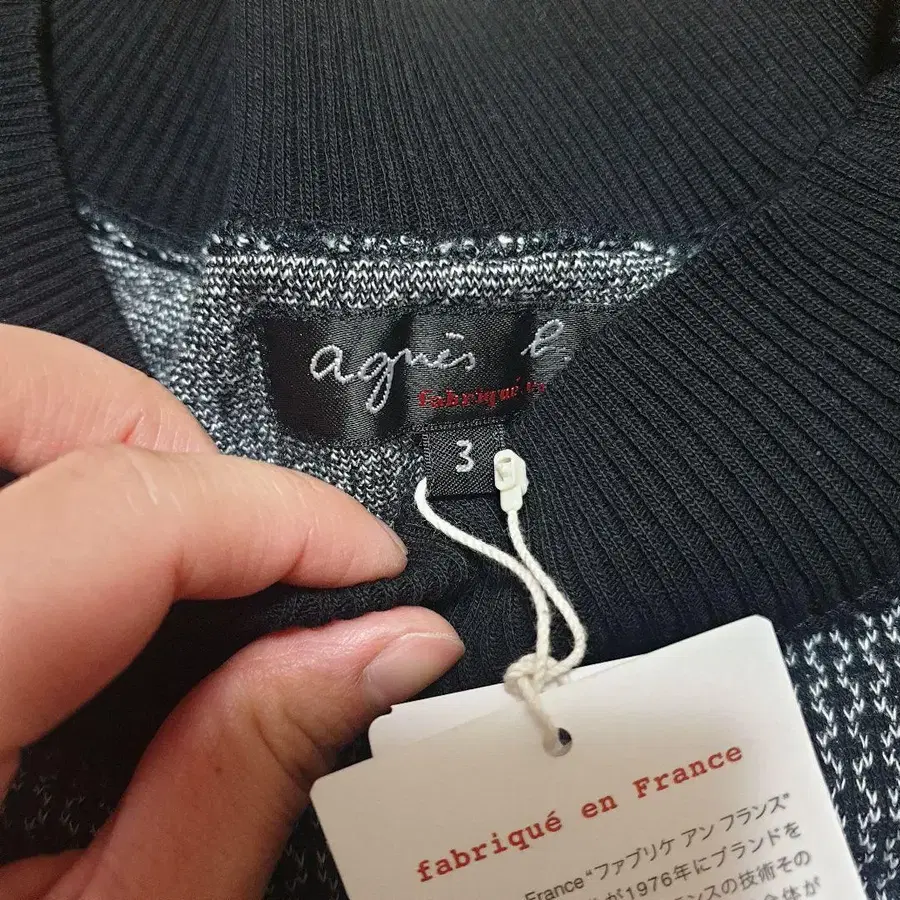 agnès b.
fabriqué
3
fabriqué en France
France“ファブリケ アン フランス”
が1976年にブランドを
ンスの技術その
全体が